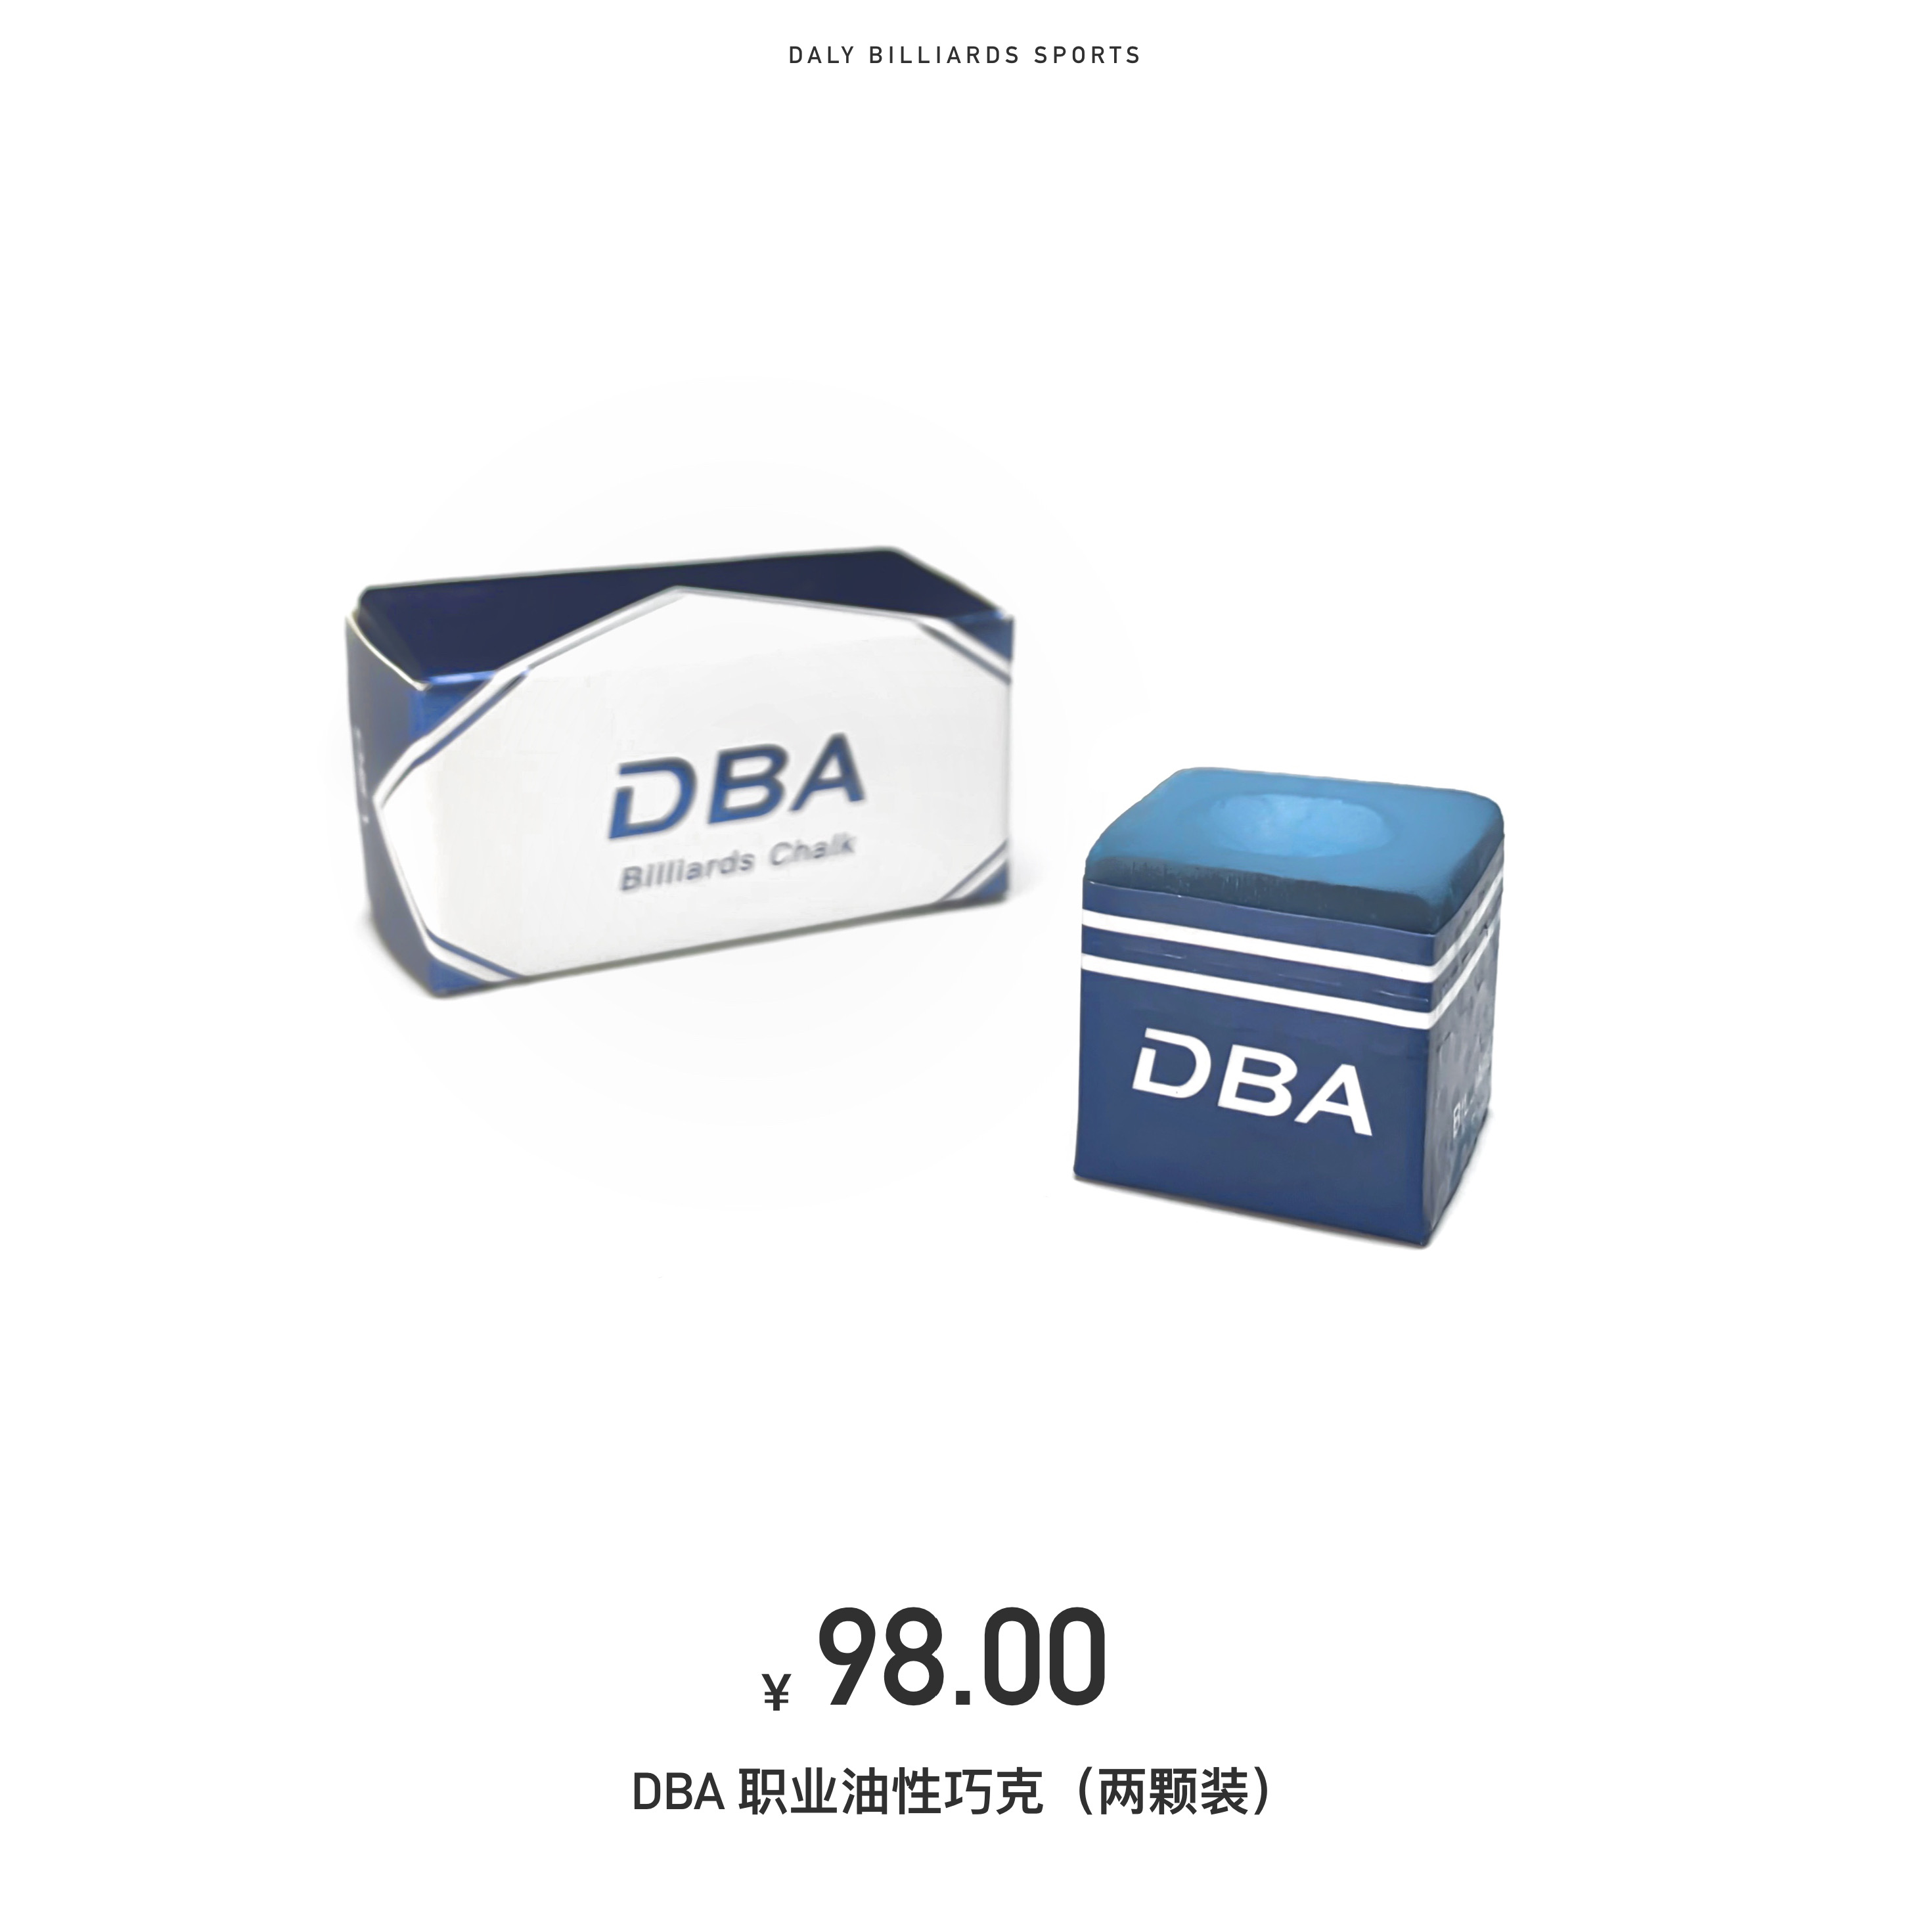 DALY BILLIARDS SPORTS
DBA
Billiards Chalk
DBA
¥ 98.00
DBA 职业油性巧克（两颗装）